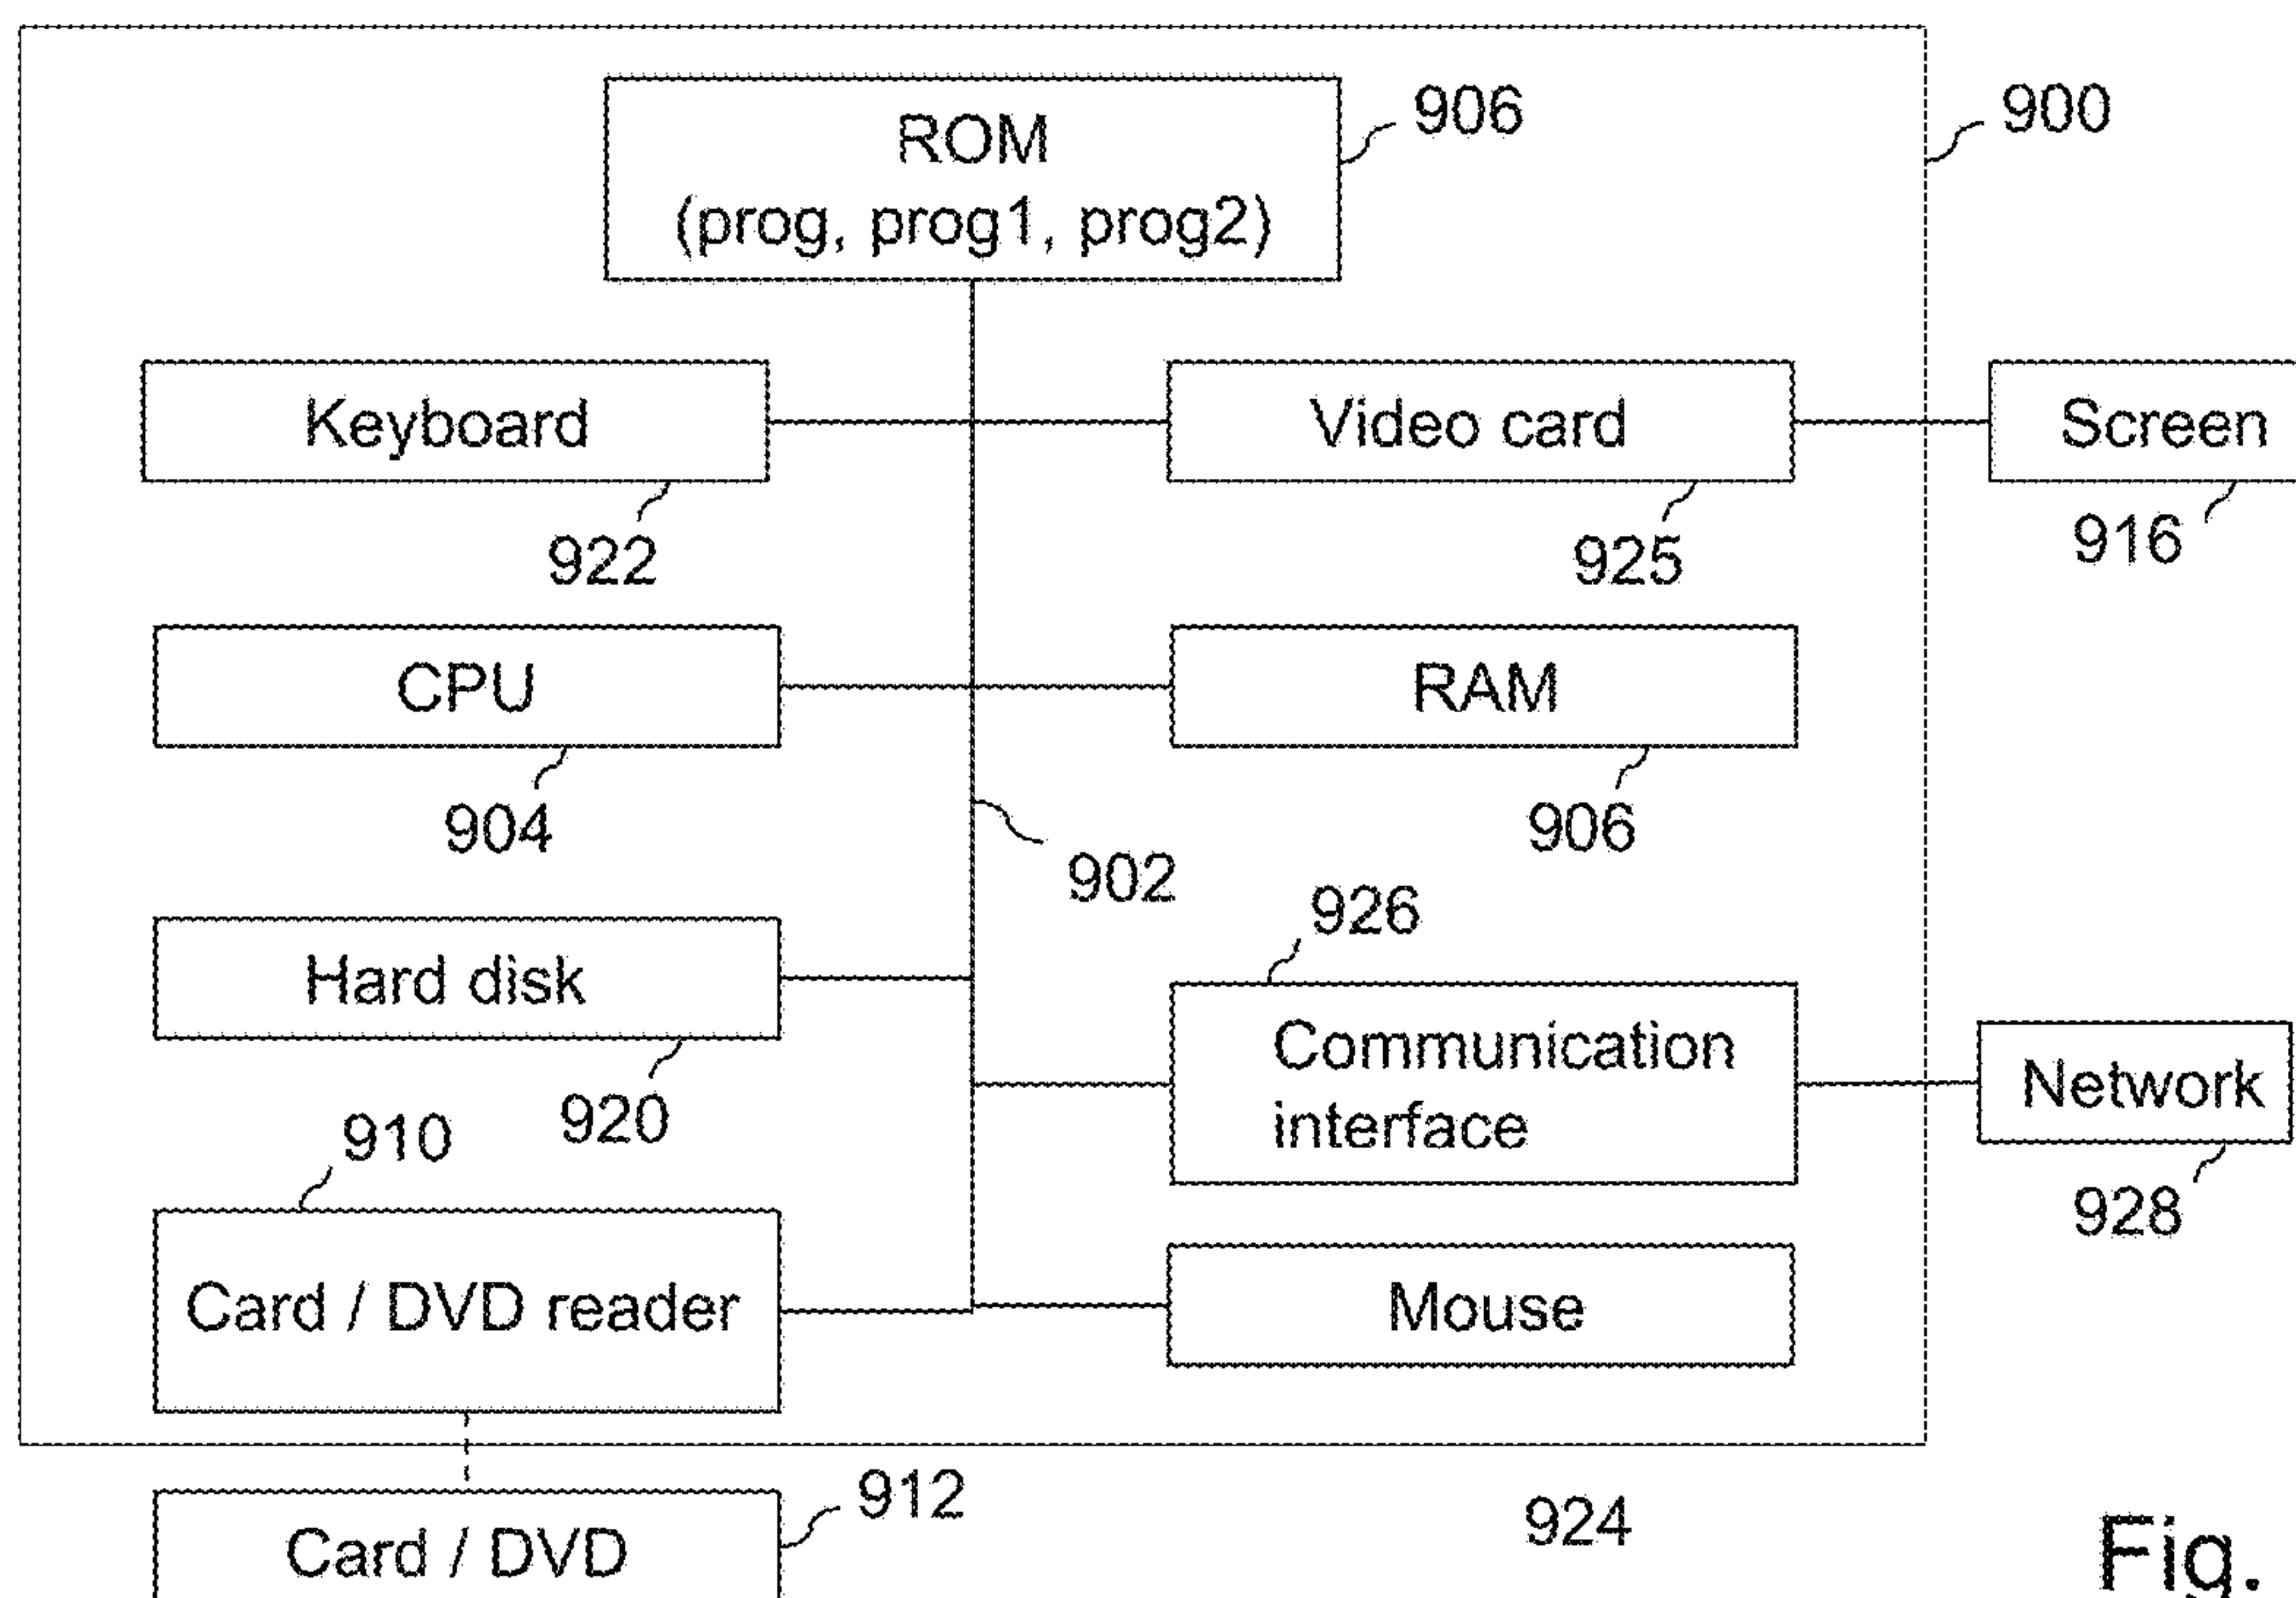 ROM
(prog, prog1, prog2)
906
900
Keyboard
922
Video card
925
Screen
916
CPU
904
RAM
906
902
Hard disk
920
926
Communication
interface
Network
928
910
Card / DVD reader
Mouse
912
Card / DVD
924
Fig.